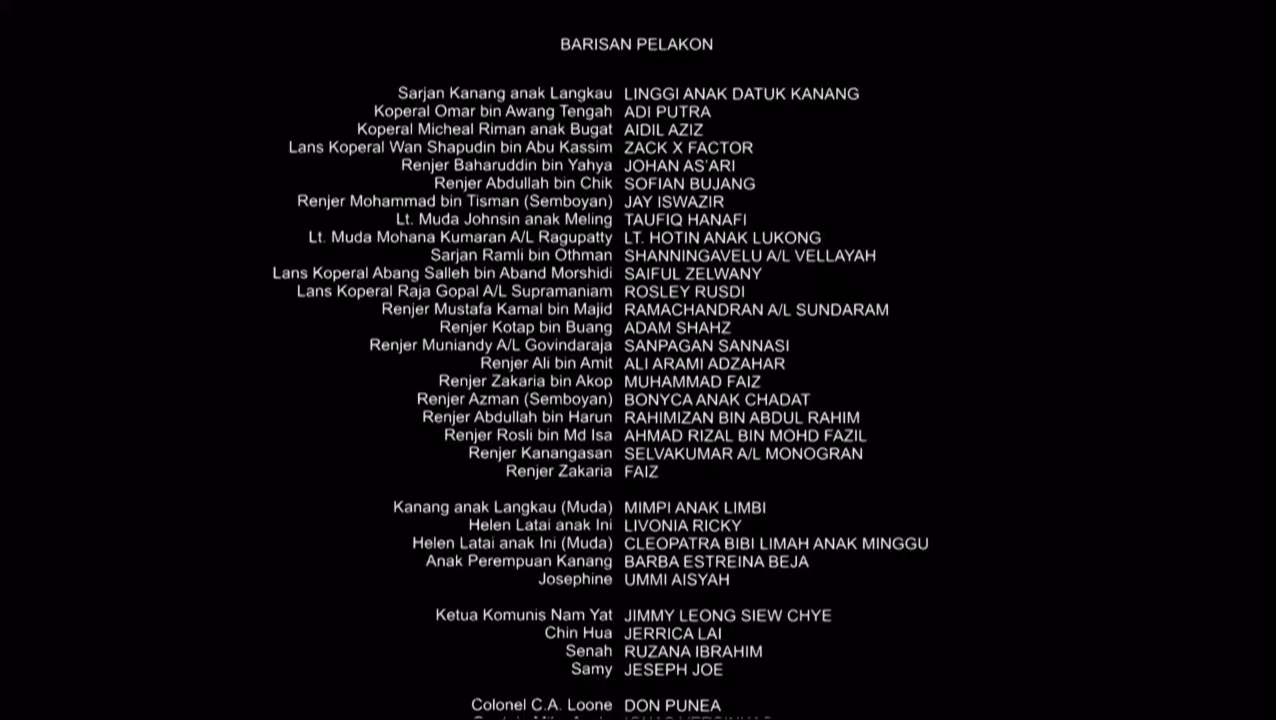 BARISAN PELAKON
Sarjan Kanang anak Langkau LINGGI ANAK DATUK KANANG
Koperal Omar bin Awang Tengah ADI PUTRA
Koperal Micheal Riman anak Bugat AIDIL AZIZ
Lans Koperal Wan Shapudin bin Abu Kassim ZACK X FACTOR
Renjer Baharuddin bin Yahya JOHAN AS'ARI
Renjer Abdullah bin Chik SOFIAN BUJANG
Renjer Mohammad bin Tisman (Semboyan) JAY ISWAZIR
Lt. Muda Johnsin anak Meling TAUFIQ HANAFI
Lt. Muda Mohana Kumaran A/L Ragupatty LT. HOTIN ANAK LUKONG
Sarjan Ramli bin Othman SHANNINGAVELU A/L VELLAYAH
Lans Koperal Abang Salleh bin Aband Morshidi SAIFUL ZELWANY
Lans Koperal Raja Gopal A/L Supramaniam ROSLEY RUSDI
Renjer Mustafa Kamal bin Majid RAMACHANDRAN A/L SUNDARAM
Renjer Kotap bin Buang ADAM SHAHZ
Renjer Muniandy A/L Govindaraja SANPAGAN SANNASI
Renjer Ali bin Amit ALI ARAMI ADZAHAR
Renjer Zakaria bin Akop MUHAMMAD FAIZ
Renjer Azman (Semboyan) BONYCA ANAK CHADAT
Renjer Abdullah bin Harun RAHIMIZAN BIN ABDUL RAHIM
Renjer Rosli bin Md Isa AHMAD RIZAL BIN MOHD FAZIL
Renjer Kanangasan SELVAKUMAR A/L MONOGRAN
Renjer Zakaria FAIZ
Kanang anak Langkau (Muda) MIMPI ANAK LIMBI
Helen Latai anak Ini LIVONIA RICKY
Helen Latai anak Ini (Muda) CLEOPATRA BIBI LIMAH ANAK MINGGU
Anak Perempuan Kanang BARBA ESTREINA BEJA
Josephine UMMI AISYAH
Ketua Komunis Nam Yat JIMMY LEONG SIEW CHYE
Chin Hua JERRICA LAI
Senah RUZANA IBRAHIM
Samy JESEPH JOE
Colonel C.A. Loone DON PUNEA